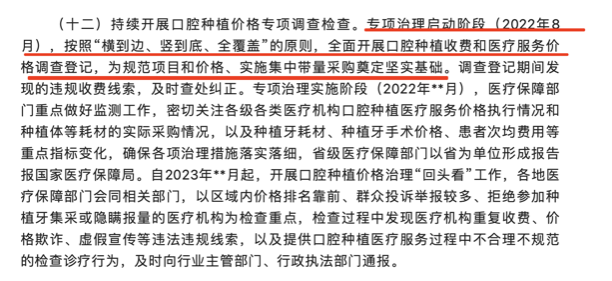 （十二）持续开展口腔种植价格专项调查检查。专项治理启动阶段（2022年8
月），按照“横到边、竖到底、全覆盖”的原则，全面开展口腔种植收费和医疗服务价
格调查登记，为规范项目和价格、实施集中带量采购奠定坚实基础。调查登记期间发
现的违规收费线索，及时查处纠正。专项治理实施阶段（2022年**月），医疗保障部
门重点做好监测工作，密切关注各级各类医疗机构口腔种植医疗服务价格执行情况和
种植体等耗材的实际采购情况，以及种植牙耗材、种植牙手术价格、患者次均费用等
重点指标变化，确保各项治理措施落实落细，省级医疗保障部门以省为单位形成报告
报国家医疗保障局。自2023年**月起，开展口腔种植价格治理“回头看”工作，各地医
疗保障部门会同相关部门，以区域内价格排名靠前、群众投诉举报较多、拒绝参加种
植牙集采或隐瞒报量的医疗机构为检查重点，检查过程中发现医疗机构重复收费、价
格欺诈、虚假宣传等违法违规线索，以及提供口腔种植医疗服务过程中不合理不规范
的检查诊疗行为，及时向行业主管部门、行政执法部门通报。